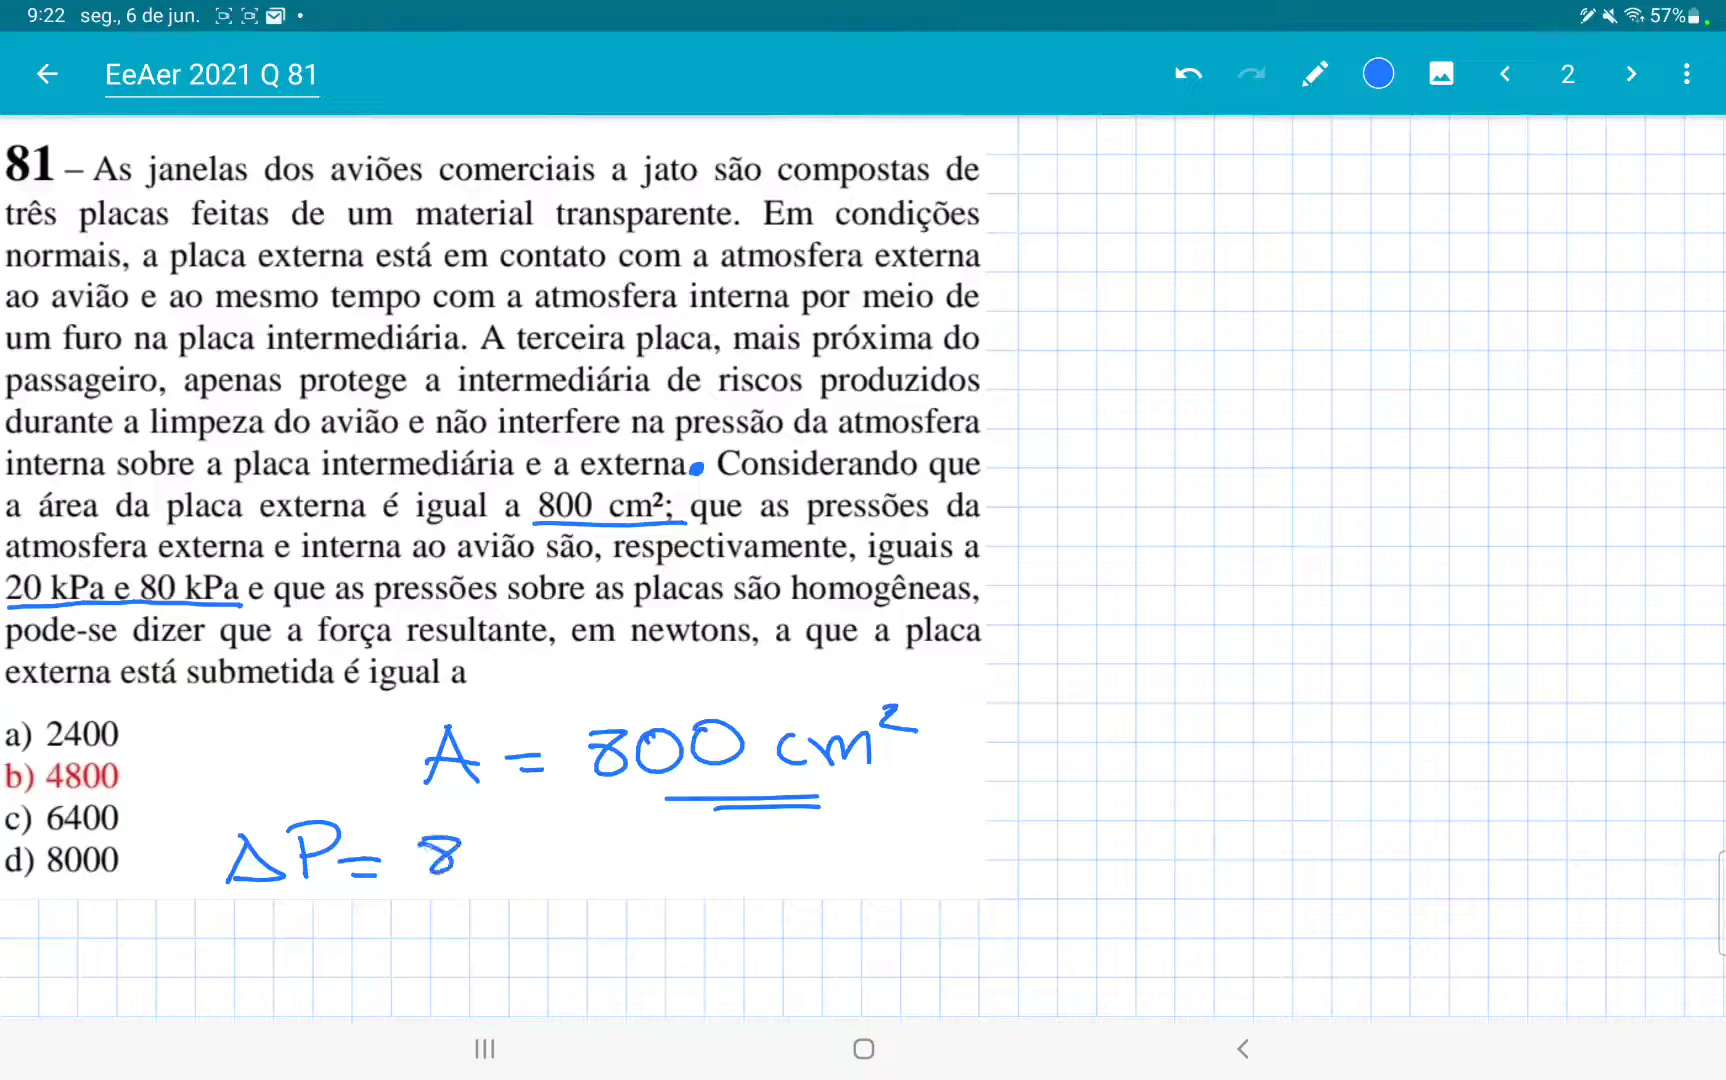 9:22 seg., 6 de jun. •
57%
EeAer 2021 Q 81
2
81 – As janelas dos aviões comerciais a jato são compostas de
três placas feitas de um material transparente. Em condições
normais, a placa externa está em contato com a atmosfera externa
ao avião e ao mesmo tempo com a atmosfera interna por meio de
um furo na placa intermediária. A terceira placa, mais próxima do
passageiro, apenas protege a intermediária de riscos produzidos
durante a limpeza do avião e não interfere na pressão da atmosfera
interna sobre a placa intermediária e a externa. Considerando que
a área da placa externa é igual a 800 cm²; que as pressões da
atmosfera externa e interna ao avião são, respectivamente, iguais a
20 kPa e 80 kPa e que as pressões sobre as placas são homogêneas,
pode-se dizer que a força resultante, em newtons, a que a placa
externa está submetida é igual a
a) 2400
b) 4800
c) 6400
d) 8000
A = 800 cm²
ΔP = 8